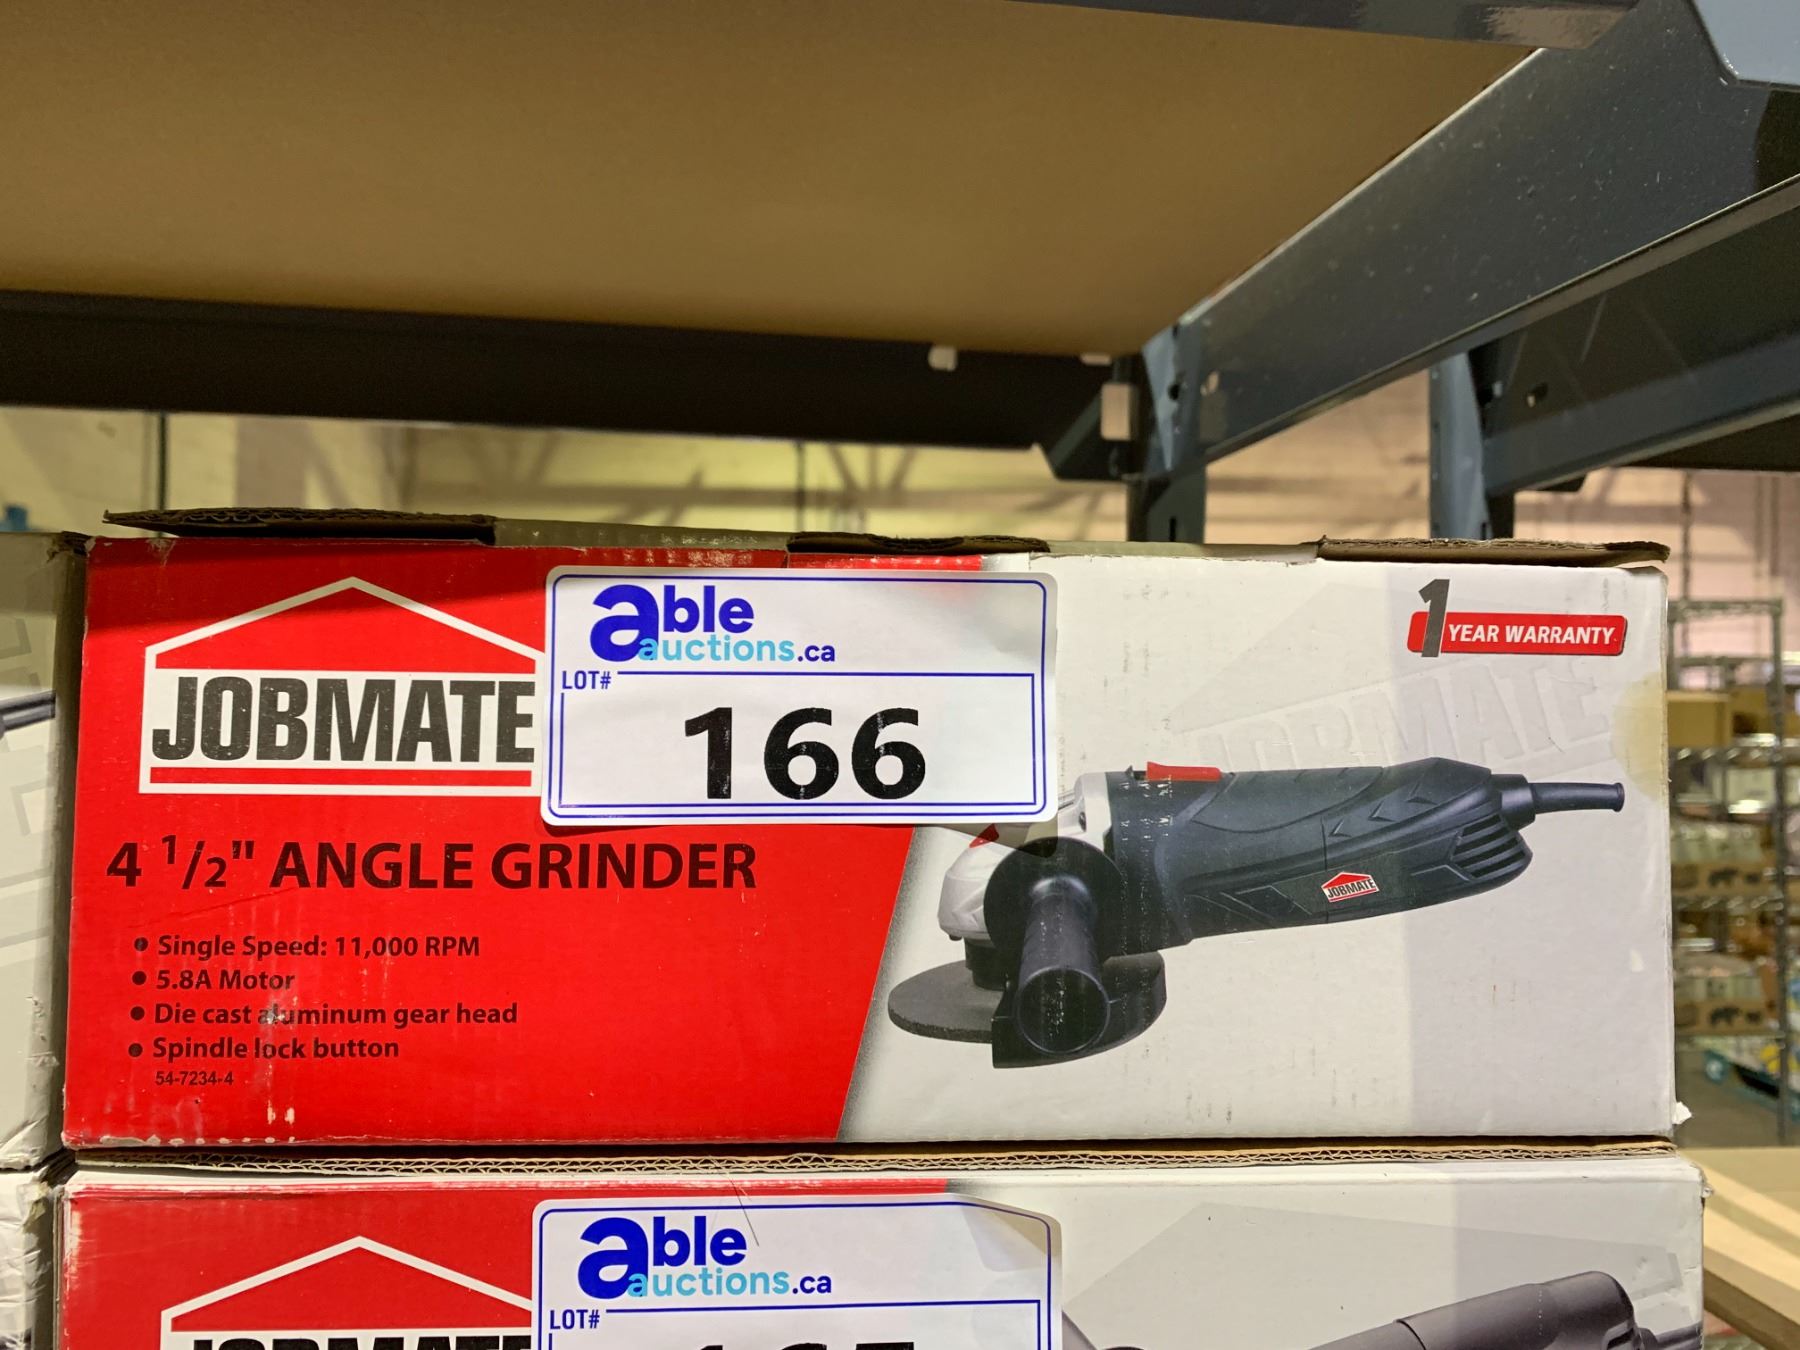 able
auctions.ca
LOT#
166
JOBMATE
4 1/2" ANGLE GRINDER
• Single Speed: 11,000 RPM
• 5.8A Motor
• Die cast aluminum gear head
• Spindle lock button
54-7234-4
1 YEAR WARRANTY
JOBMATE
JOBMATE
able
auctions.ca
LOT#
JOBMATE